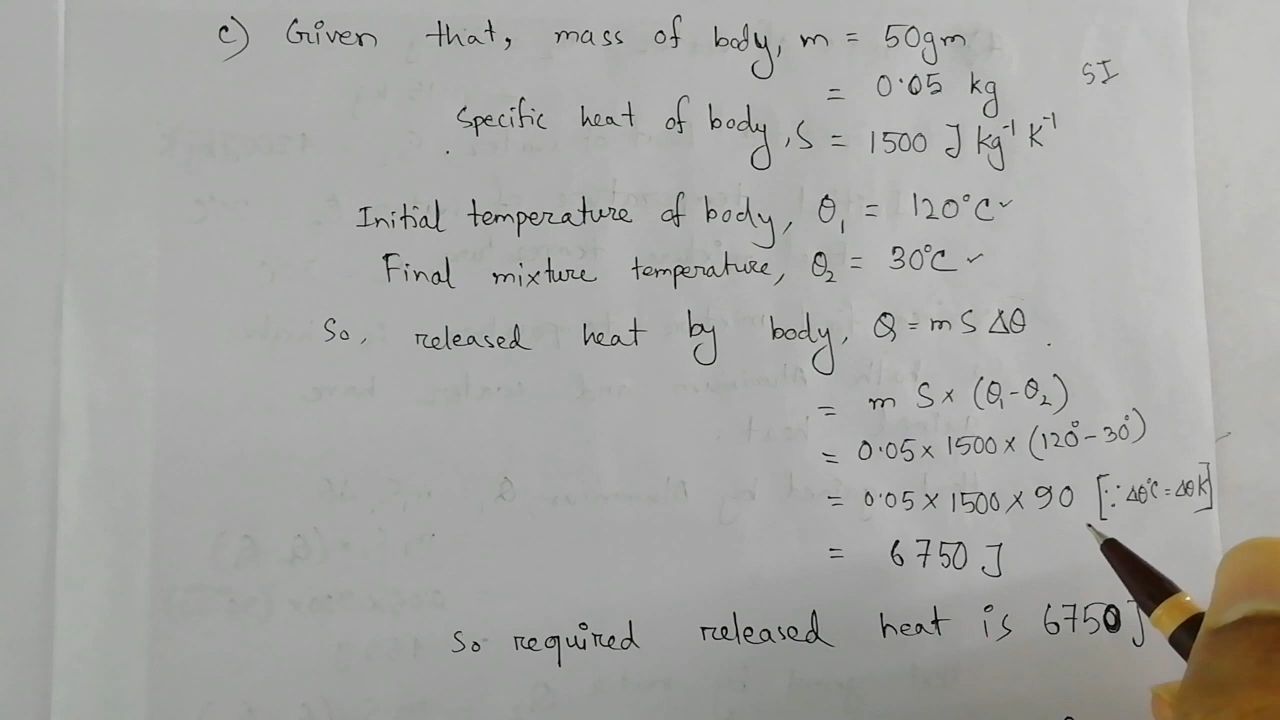 c) Given that, mass of body, m = 50gm
= 0.05 kg
SI
Specific heat of body, S = 1500 J kg⁻¹ K⁻¹
Initial temperature of body, θ₁ = 120°C ✓
Final mixture temperature, θ₂ = 30°C ✓
So, released heat by body, Q = m S Δθ
= m S × (θ₁-θ₂)
= 0.05 × 1500 × (120° - 30°)
= 0.05 × 1500 × 90 [∵ Δθ°C = Δθ K]
= 6750 J
So required released heat is 6750 J